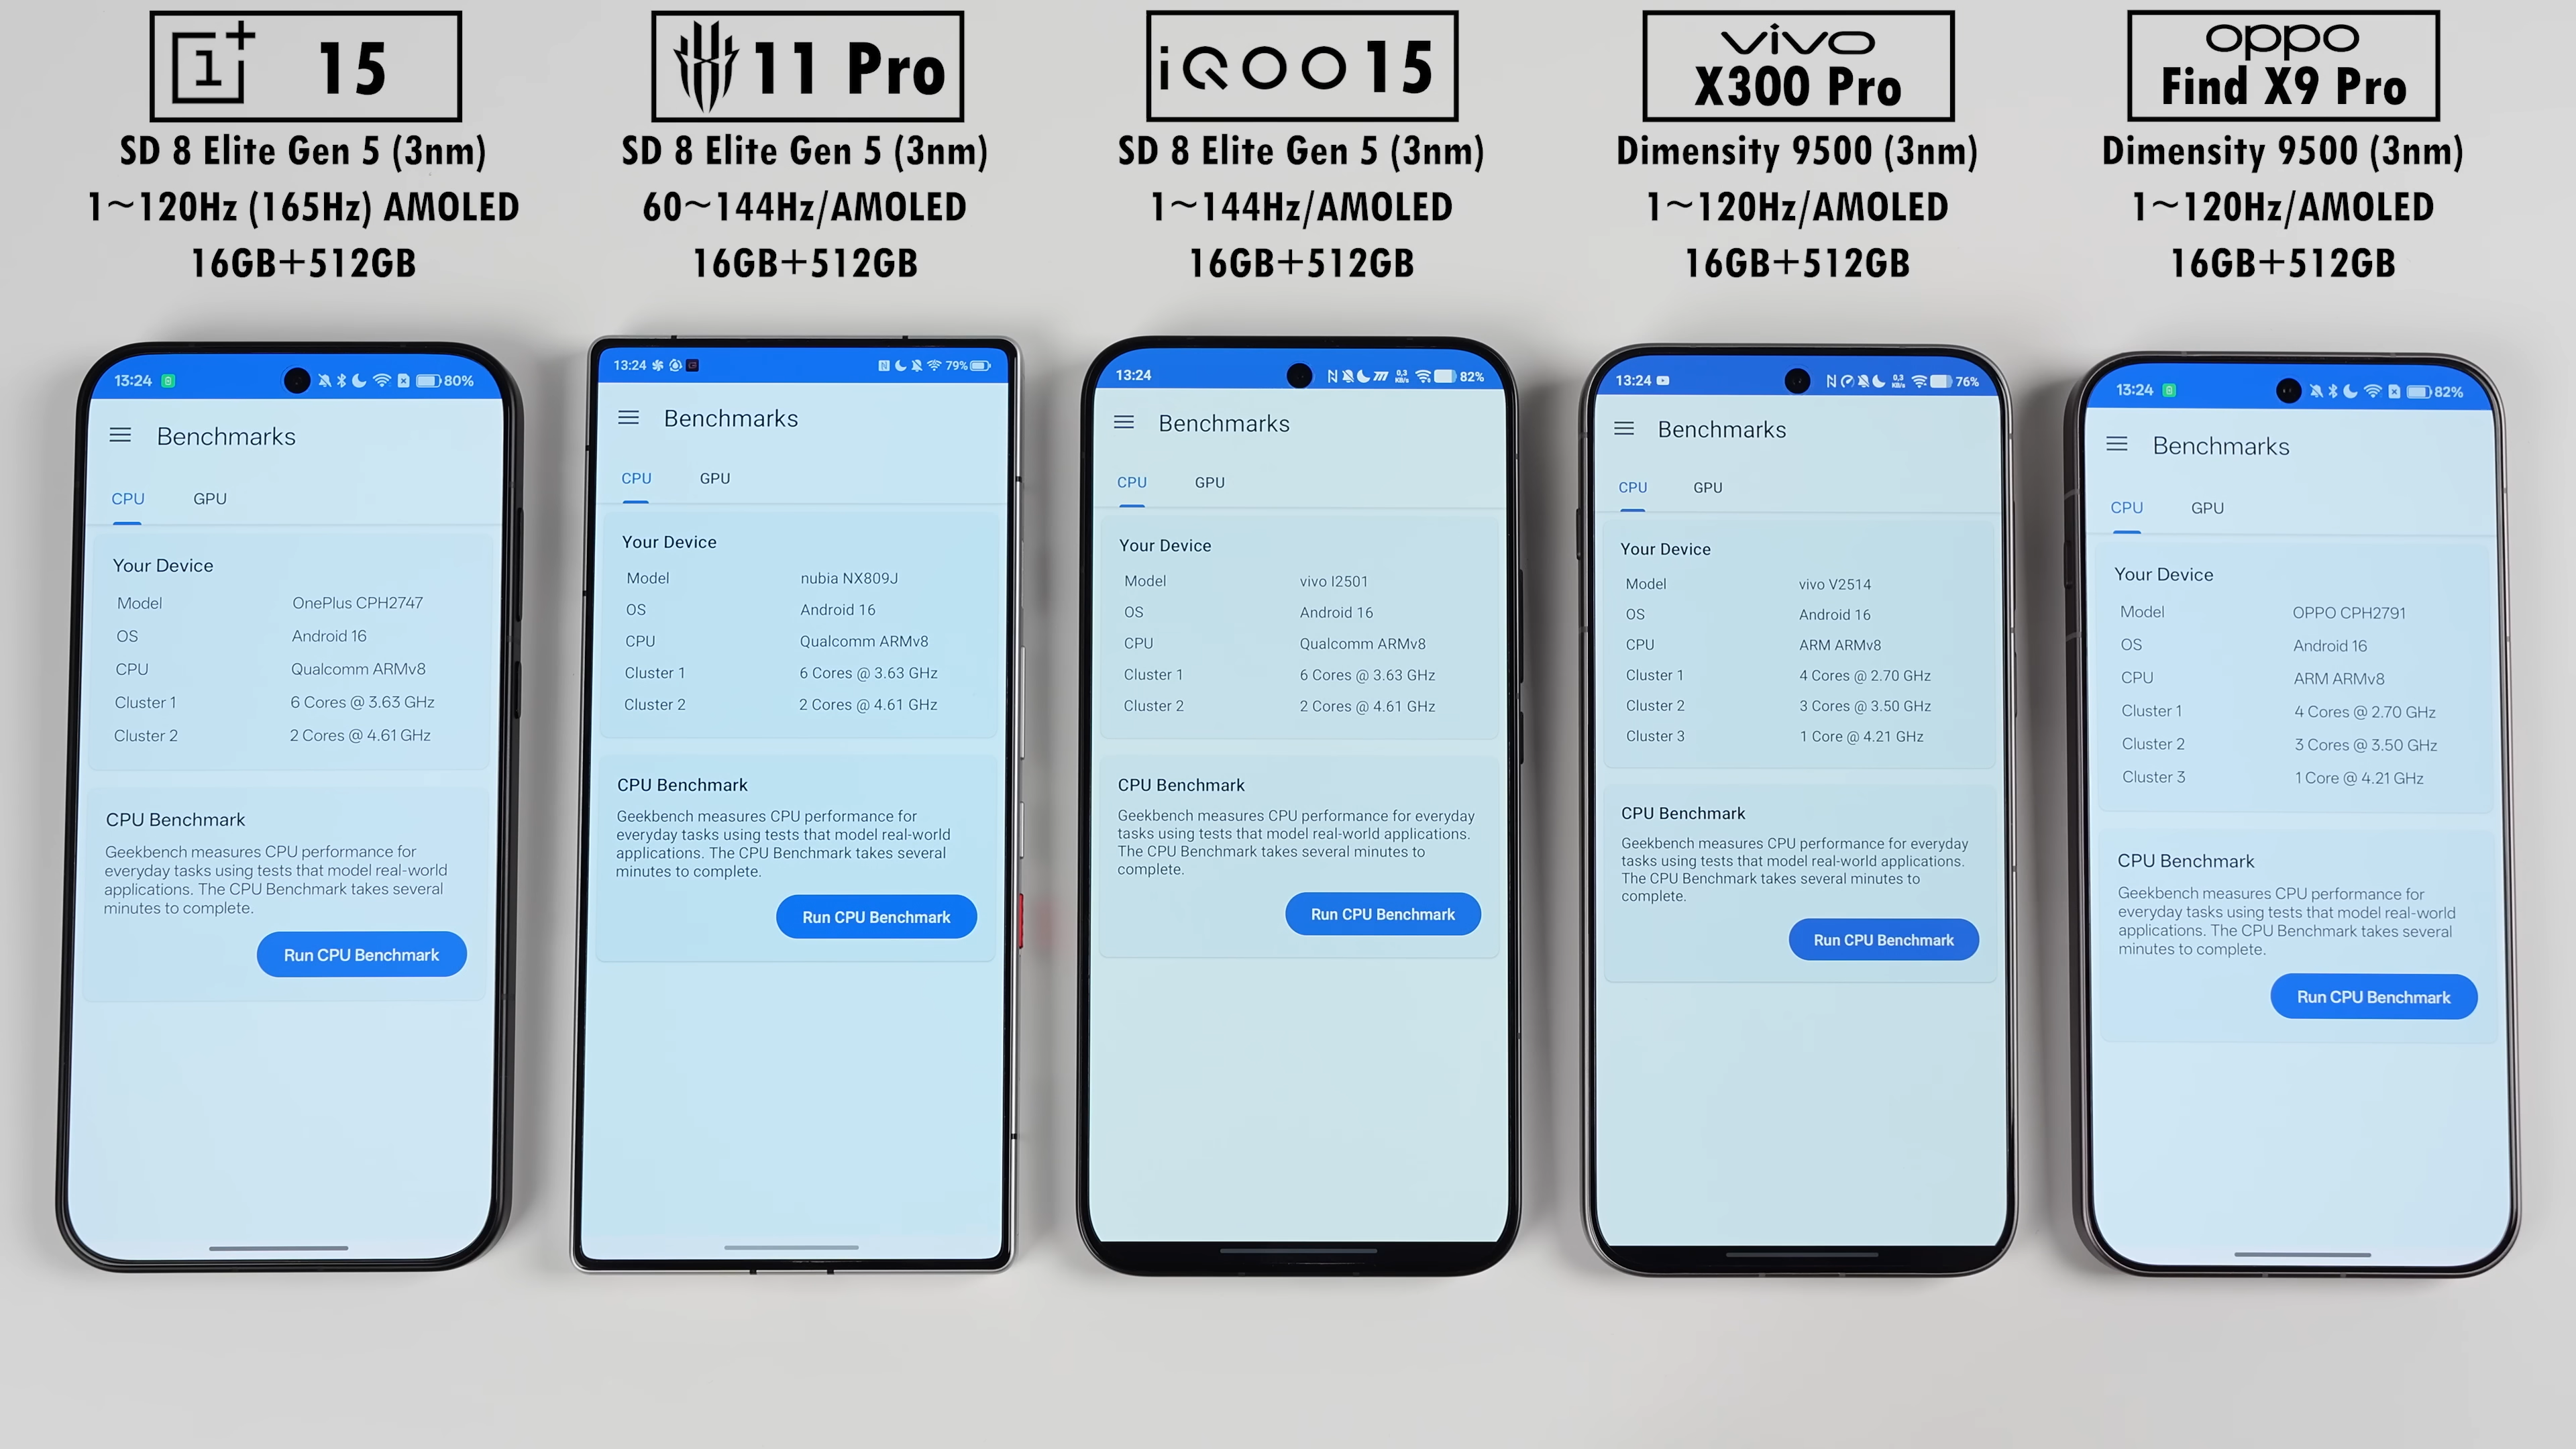 1+ 15
SD 8 Elite Gen 5 (3nm)
1~120Hz (165Hz) AMOLED
16GB+512GB
11 Pro
SD 8 Elite Gen 5 (3nm)
60~144Hz/AMOLED
16GB+512GB
iQOO 15
SD 8 Elite Gen 5 (3nm)
1~144Hz/AMOLED
16GB+512GB
vivo
X300 Pro
Dimensity 9500 (3nm)
1~120Hz/AMOLED
16GB+512GB
oppo
Find X9 Pro
Dimensity 9500 (3nm)
1~120Hz/AMOLED
16GB+512GB
13:24 80%
Benchmarks
CPU GPU
Your Device
Model OnePlus CPH2747
OS Android 16
CPU Qualcomm ARMv8
Cluster 1 6 Cores @ 3.63 GHz
Cluster 2 2 Cores @ 4.61 GHz
CPU Benchmark
Geekbench measures CPU performance for
everyday tasks using tests that model real-world
applications. The CPU Benchmark takes several
minutes to complete.
Run CPU Benchmark
13:24 79%
Benchmarks
CPU GPU
Your Device
Model nubia NX809J
OS Android 16
CPU Qualcomm ARMv8
Cluster 1 6 Cores @ 3.63 GHz
Cluster 2 2 Cores @ 4.61 GHz
CPU Benchmark
Geekbench measures CPU performance for
everyday tasks using tests that model real-world
applications. The CPU Benchmark takes several
minutes to complete.
Run CPU Benchmark
13:24 0,3 KB/s 82%
Benchmarks
CPU GPU
Your Device
Model vivo I2501
OS Android 16
CPU Qualcomm ARMv8
Cluster 1 6 Cores @ 3.63 GHz
Cluster 2 2 Cores @ 4.61 GHz
CPU Benchmark
Geekbench measures CPU performance for everyday
tasks using tests that model real-world applications.
The CPU Benchmark takes several minutes to
complete.
Run CPU Benchmark
13:24 0,3 KB/s 76%
Benchmarks
CPU GPU
Your Device
Model vivo V2514
OS Android 16
CPU ARM ARMv8
Cluster 1 4 Cores @ 2.70 GHz
Cluster 2 3 Cores @ 3.50 GHz
Cluster 3 1 Core @ 4.21 GHz
CPU Benchmark
Geekbench measures CPU performance for everyday
tasks using tests that model real-world applications.
The CPU Benchmark takes several minutes to
complete.
Run CPU Benchmark
13:24 82%
Benchmarks
CPU GPU
Your Device
Model OPPO CPH2791
OS Android 16
CPU ARM ARMv8
Cluster 1 4 Cores @ 2.70 GHz
Cluster 2 3 Cores @ 3.50 GHz
Cluster 3 1 Core @ 4.21 GHz
CPU Benchmark
Geekbench measures CPU performance for
everyday tasks using tests that model real-world
applications. The CPU Benchmark takes several
minutes to complete.
Run CPU Benchmark